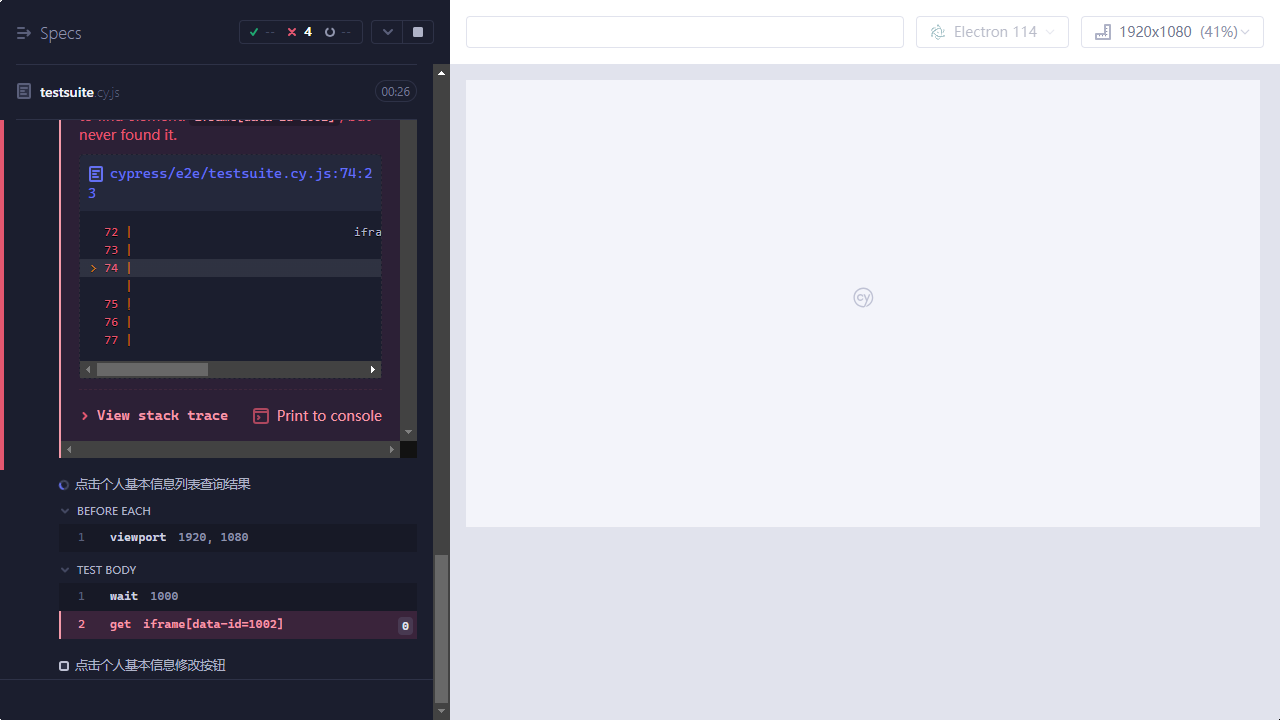 Specs
--
4
--
testsuite.cy.js
00:26
never found it.
cypress/e2e/testsuite.cy.js:74:2
3
72 | ifra
73 |
> 74 |
|
75 |
76 |
77 |
View stack trace
Print to console
点击个人基本信息列表查询结果
BEFORE EACH
1 viewport 1920, 1080
TEST BODY
1 wait 1000
2 get iframe[data-id=1002] 0
点击个人基本信息修改按钮
Electron 114
1920x1080 (41%)
cy